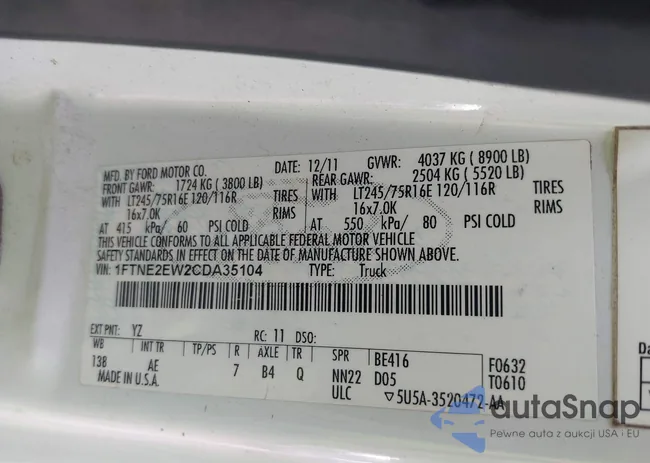 MFD. BY FORD MOTOR CO.
DATE: 12/11 GVWR: 4037 KG ( 8900 LB)
FRONT GAWR: 1724 KG ( 3800 LB) REAR GAWR: 2504 KG ( 5520 LB)
WITH LT245/75R16E 120/116R TIRES WITH LT245/75R16E 120/116R TIRES
16x7.0K RIMS 16x7.0K RIMS
AT 415 kPa/ 60 PSI COLD AT 550 kPa/ 80 PSI COLD
THIS VEHICLE CONFORMS TO ALL APPLICABLE FEDERAL MOTOR VEHICLE
SAFETY STANDARDS IN EFFECT ON THE DATE OF MANUFACTURE SHOWN ABOVE.
VIN: 1FTNE2EW2CDA35104 TYPE: Truck
EXT PNT: YZ RC: 11 DSO:
WB INT TR TP/PS R AXLE TR SPR BE416 F0632
138 AE 7 B4 Q NN22 D05 T0610
MADE IN U.S.A. ULC ▽5U5A-3520472-AA
Da
autaSnap
Pewne auta z aukcji USA · EU